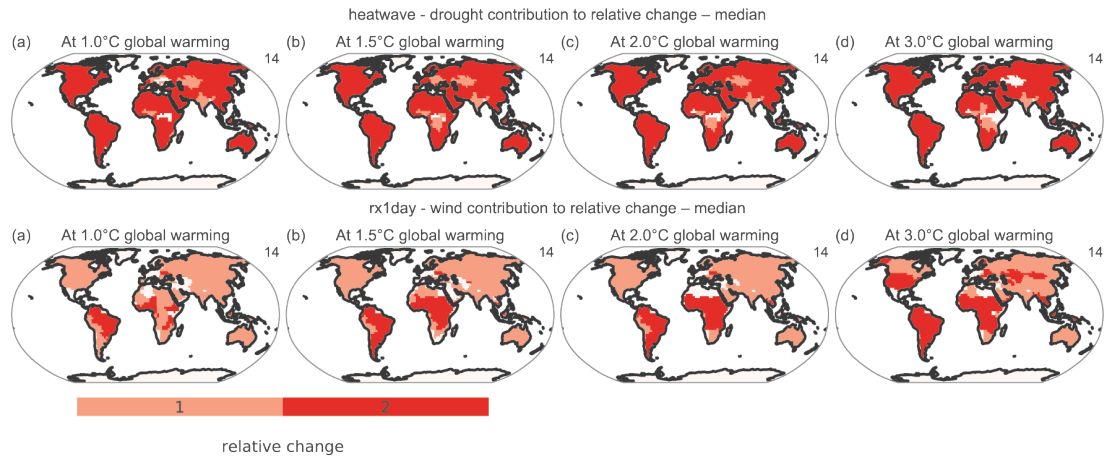 heatwave - drought contribution to relative change – median
(a) At 1.0°C global warming 14
(b) At 1.5°C global warming 14
(c) At 2.0°C global warming 14
(d) At 3.0°C global warming 14
rx1day - wind contribution to relative change – median
(a) At 1.0°C global warming 14
(b) At 1.5°C global warming 14
(c) At 2.0°C global warming 14
(d) At 3.0°C global warming 14
1 2
relative change